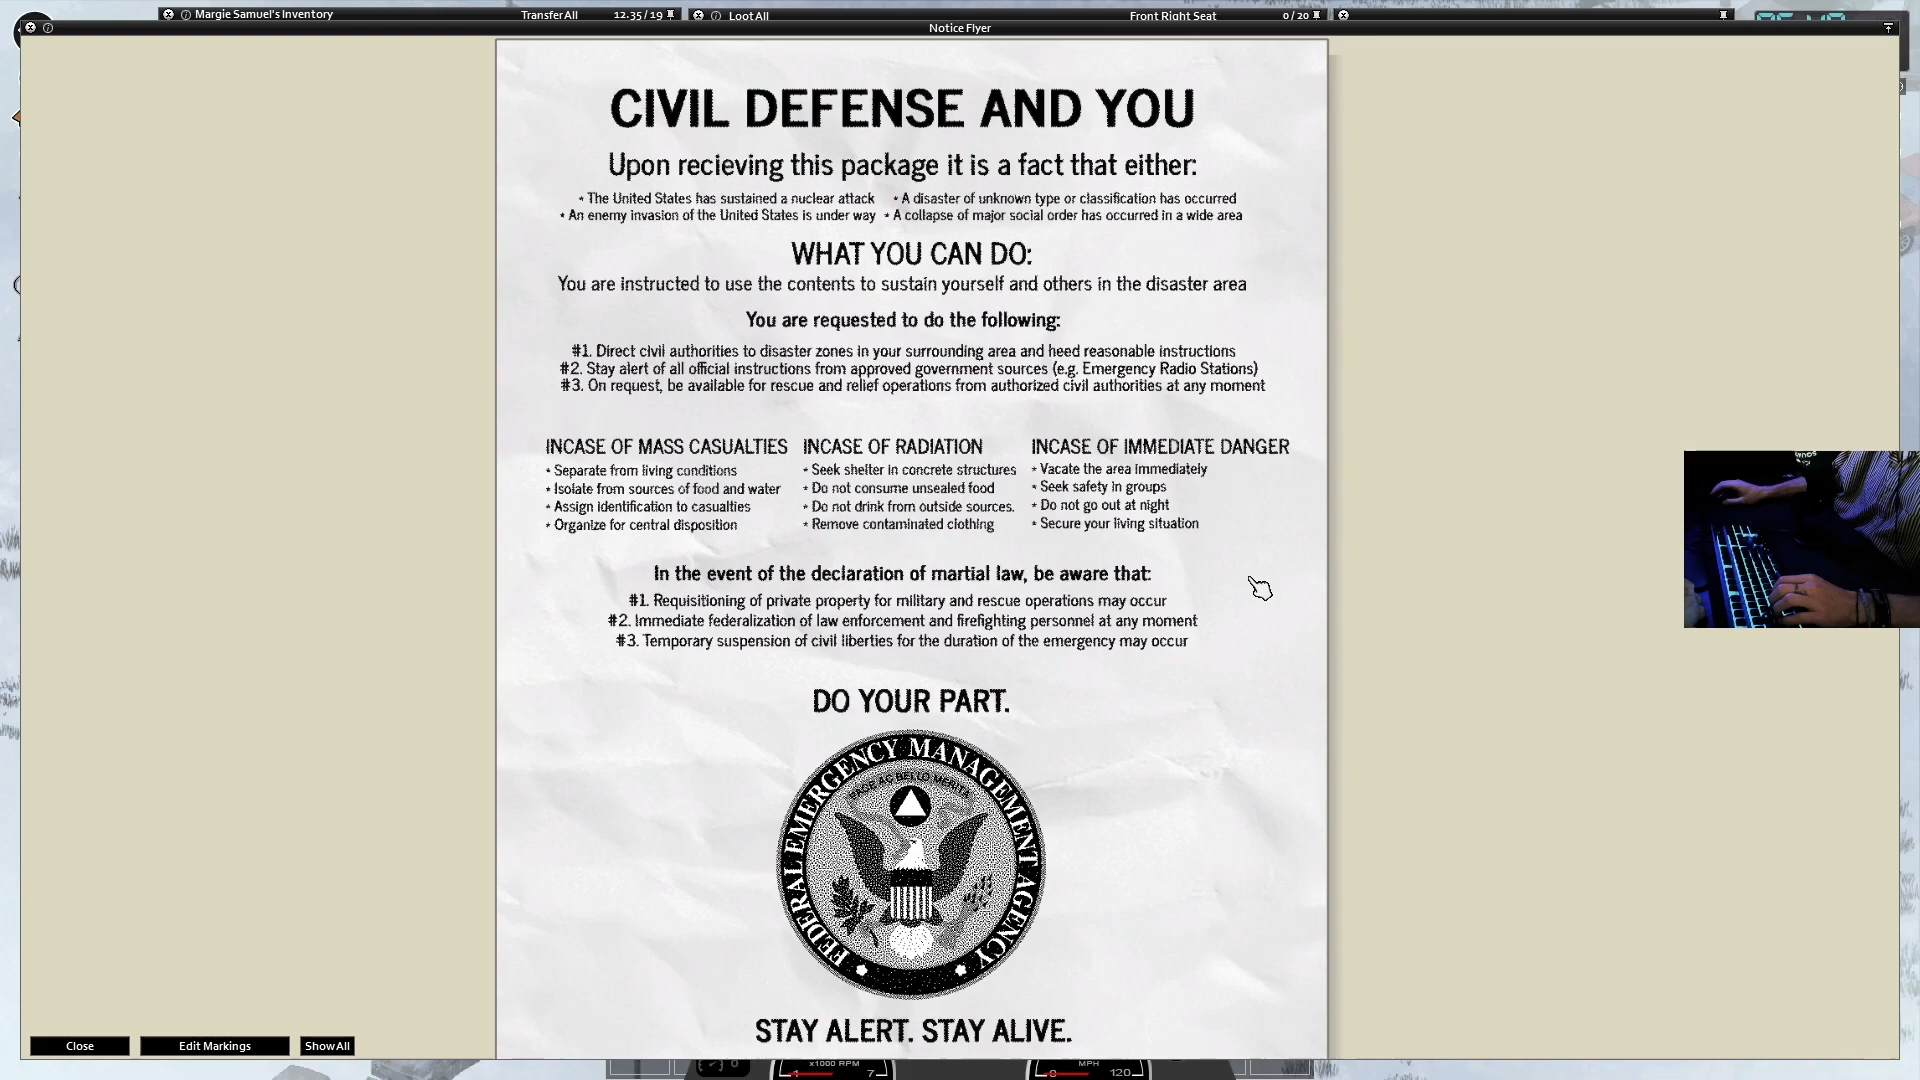 Margie Samuel's Inventory
Transfer All
12.35 / 19
Loot All
Front Right Seat
0 / 20
Notice Flyer
CIVIL DEFENSE AND YOU
Upon recieving this package it is a fact that either:
• The United States has sustained a nuclear attack • A disaster of unknown type or classification has occurred
• An enemy invasion of the United States is under way • A collapse of major social order has occurred in a wide area
WHAT YOU CAN DO:
You are instructed to use the contents to sustain yourself and others in the disaster area
You are requested to do the following:
#1. Direct civil authorities to disaster zones in your surrounding area and heed reasonable instructions
#2. Stay alert of all official instructions from approved government sources (e.g. Emergency Radio Stations)
#3. On request, be available for rescue and relief operations from authorized civil authorities at any moment
INCASE OF MASS CASUALTIES
• Separate from living conditions
• Isolate from sources of food and water
• Assign identification to casualties
• Organize for central disposition
INCASE OF RADIATION
• Seek shelter in concrete structures
• Do not consume unsealed food
• Do not drink from outside sources.
• Remove contaminated clothing
INCASE OF IMMEDIATE DANGER
• Vacate the area immediately
• Seek safety in groups
• Do not go out at night
• Secure your living situation
In the event of the declaration of martial law, be aware that:
#1. Requisitioning of private property for military and rescue operations may occur
#2. Immediate federalization of law enforcement and firefighting personnel at any moment
#3. Temporary suspension of civil liberties for the duration of the emergency may occur
DO YOUR PART.
FEDERAL EMERGENCY MANAGEMENT AGENCY
PACE AC BELLO MERITA
STAY ALERT. STAY ALIVE.
Close
Edit Markings
Show All
0
x1000 RPM
7
MPH
120